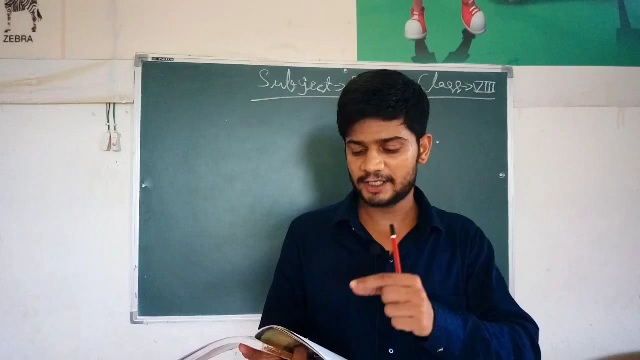 ZEBRA
Subject → Class → VIII